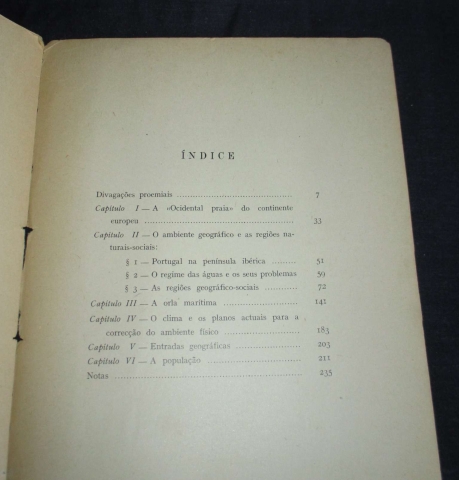 ÍNDICE
Divagações proemiais ........ 7
Capítulo I — A «Ocidental praia» do continente
europeu ........ 33
Capítulo II — O ambiente geográfico e as regiões na-
turais-sociais:
§ 1 — Portugal na península ibérica ........ 51
§ 2 — O regime das águas e os seus problemas 59
§ 3 — As regiões geográfico-sociais ........ 72
Capítulo III — A orla marítima ........ 141
Capítulo IV — O clima e os planos actuais para a
correcção do ambiente físico ........ 183
Capítulo V — Entradas geográficas ........ 203
Capítulo VI — A população ........ 211
Notas ........ 235